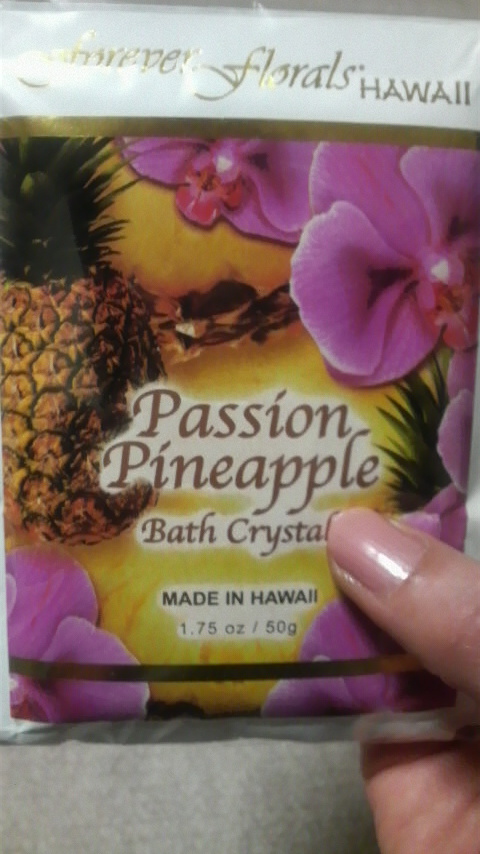 Forever Florals HAWAII
Passion
Pineapple
Bath Crystal
MADE IN HAWAII
1.75 oz / 50g